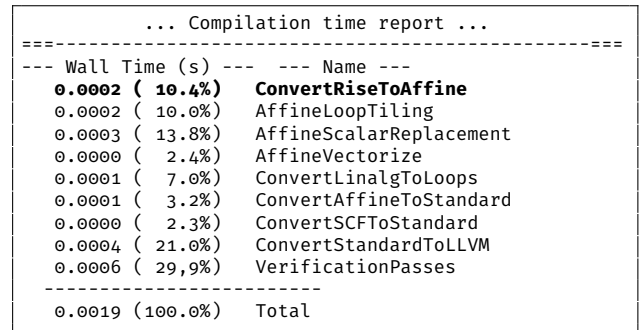 ... Compilation time report ...
===--------------------------------------------------===
--- Wall Time (s) --- --- Name ---
0.0002 ( 10.4%) ConvertRiseToAffine
0.0002 ( 10.0%) AffineLoopTiling
0.0003 ( 13.8%) AffineScalarReplacement
0.0000 ( 2.4%) AffineVectorize
0.0001 ( 7.0%) ConvertLinalgToLoops
0.0001 ( 3.2%) ConvertAffineToStandard
0.0000 ( 2.3%) ConvertSCFToStandard
0.0004 ( 21.0%) ConvertStandardToLLVM
0.0006 ( 29,9%) VerificationPasses
--------------------------
0.0019 (100.0%) Total